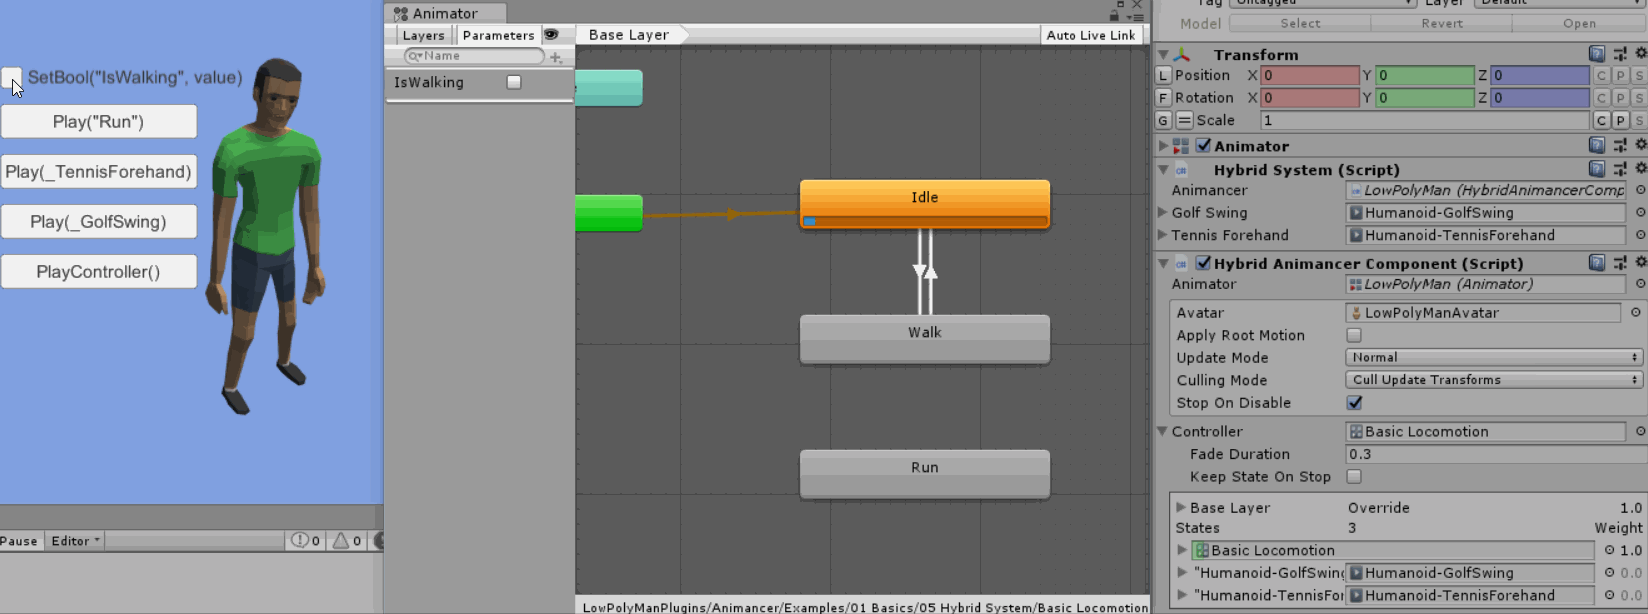 SetBool("IsWalking", value)
Play("Run")
Play(_TennisForehand)
Play(_GolfSwing)
PlayController()
Pause Editor 0 0
Animator
Layers Parameters Base Layer Auto Live Link
Name
IsWalking
Idle
Walk
Run
LowPolyManPlugins/Animancer/Examples/01 Basics/05 Hybrid System/Basic Locomotion
Tag Untagged Layer Default
Model Select Revert Open
Transform
L Position X 0 Y 0 Z 0 C P S
F Rotation X 0 Y 0 Z 0 C P S
G Scale 1 C P S
Animator
Hybrid System (Script)
Animancer LowPolyMan (HybridAnimancerComp
Golf Swing Humanoid-GolfSwing
Tennis Forehand Humanoid-TennisForehand
Hybrid Animancer Component (Script)
Animator LowPolyMan (Animator)
Avatar LowPolyManAvatar
Apply Root Motion
Update Mode Normal
Culling Mode Cull Update Transforms
Stop On Disable
Controller Basic Locomotion
Fade Duration 0.3
Keep State On Stop
Base Layer Override 1.0
States 3 Weight
Basic Locomotion 1.0
"Humanoid-GolfSwing Humanoid-GolfSwing 0.0
"Humanoid-TennisFor Humanoid-TennisForehand 0.0